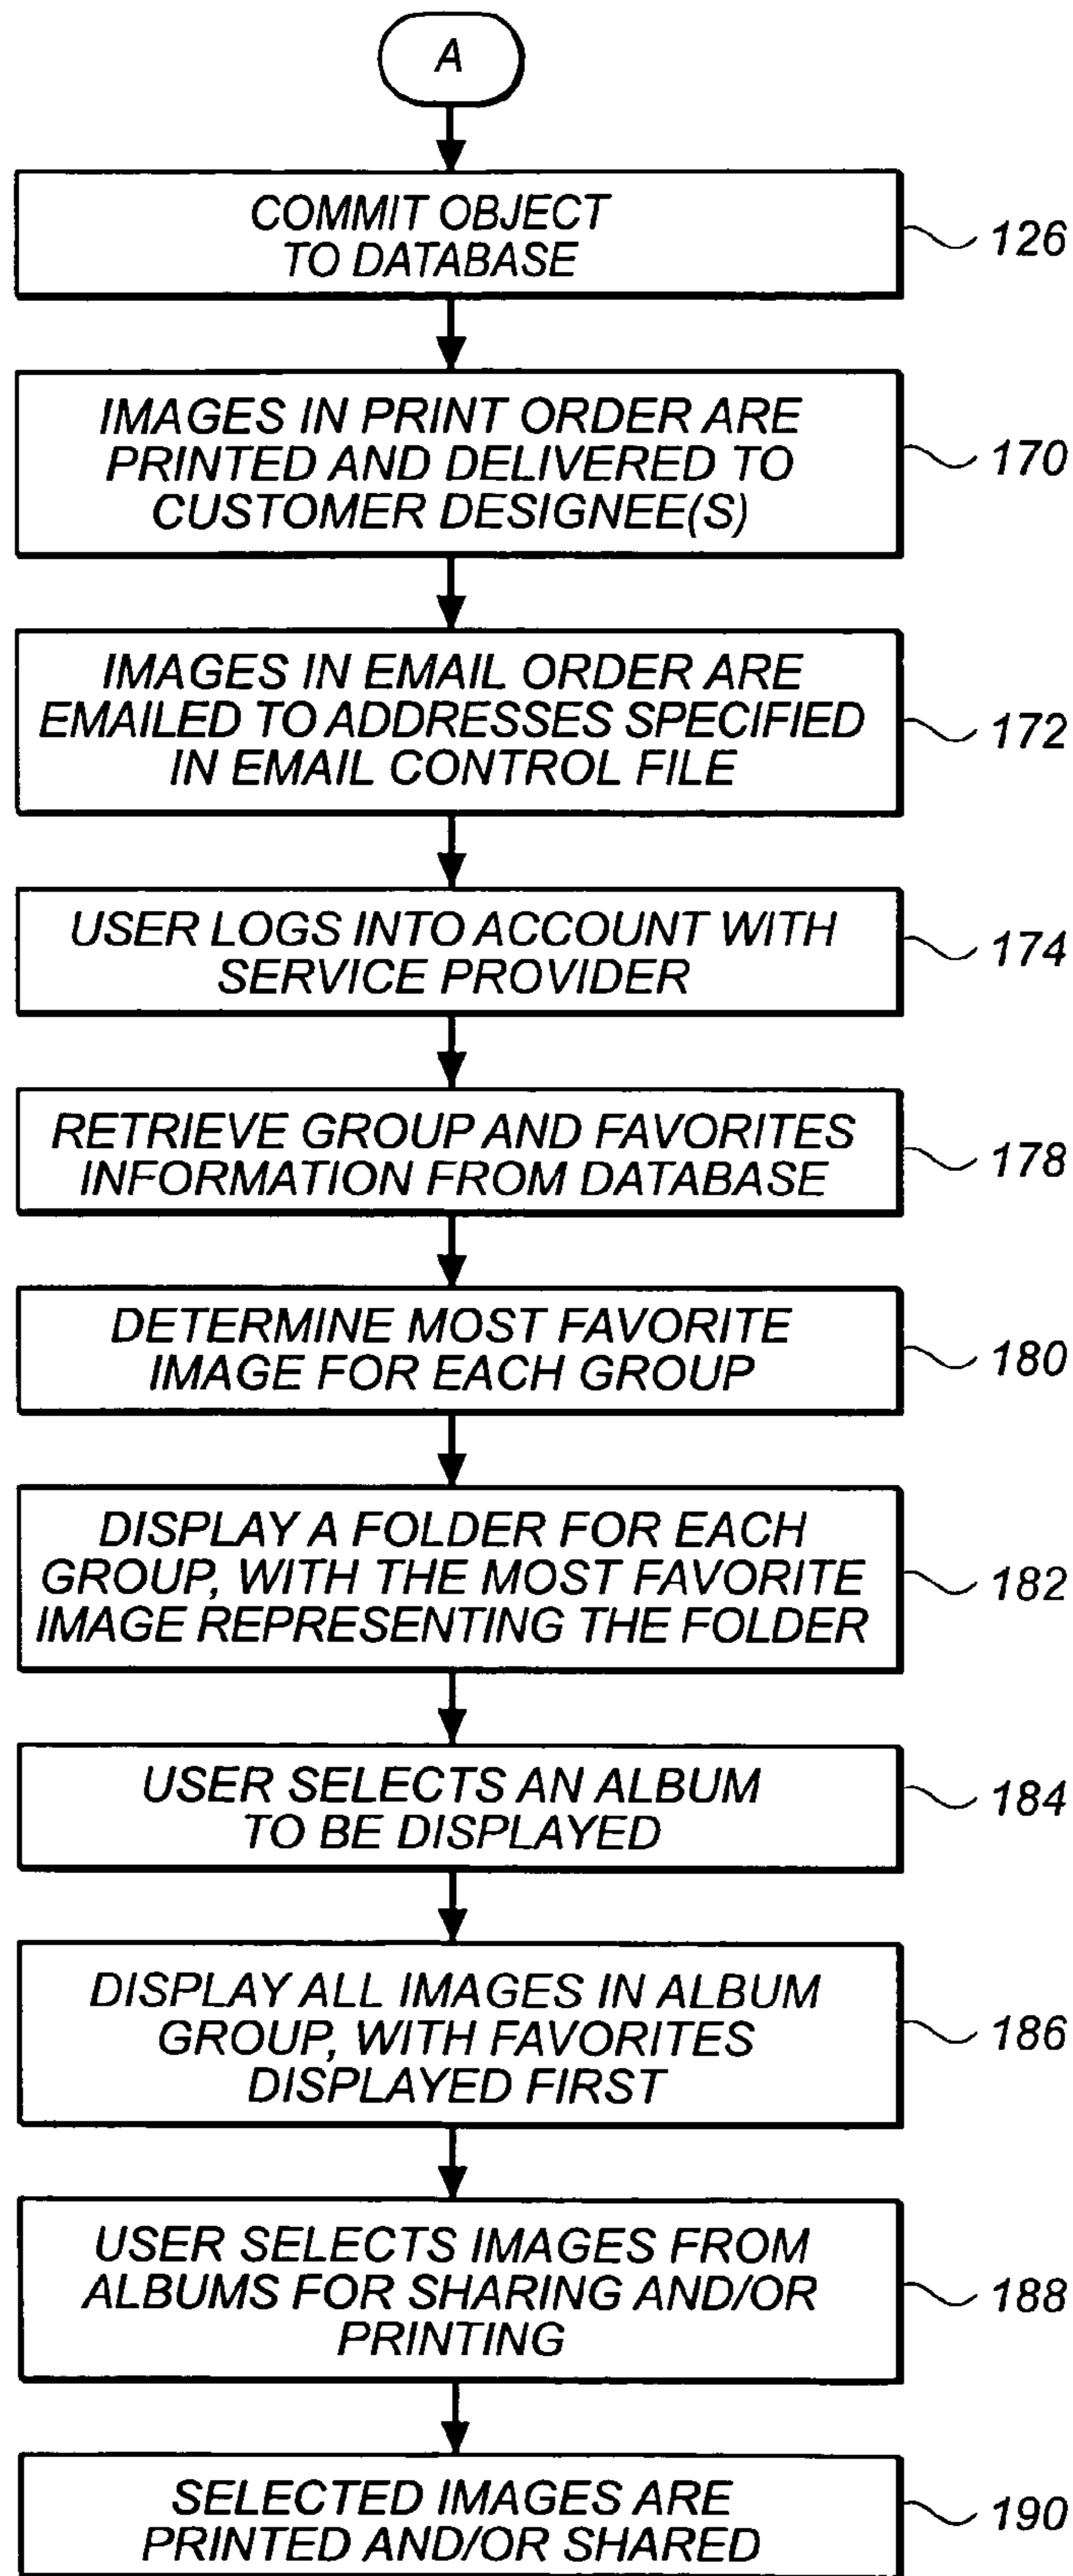 A
COMMIT OBJECT
TO DATABASE
126
IMAGES IN PRINT ORDER ARE
PRINTED AND DELIVERED TO
CUSTOMER DESIGNEE(S)
170
IMAGES IN EMAIL ORDER ARE
EMAILED TO ADDRESSES SPECIFIED
IN EMAIL CONTROL FILE
172
USER LOGS INTO ACCOUNT WITH
SERVICE PROVIDER
174
RETRIEVE GROUP AND FAVORITES
INFORMATION FROM DATABASE
178
DETERMINE MOST FAVORITE
IMAGE FOR EACH GROUP
180
DISPLAY A FOLDER FOR EACH
GROUP, WITH THE MOST FAVORITE
IMAGE REPRESENTING THE FOLDER
182
USER SELECTS AN ALBUM
TO BE DISPLAYED
184
DISPLAY ALL IMAGES IN ALBUM
GROUP, WITH FAVORITES
DISPLAYED FIRST
186
USER SELECTS IMAGES FROM
ALBUMS FOR SHARING AND/OR
PRINTING
188
SELECTED IMAGES ARE
PRINTED AND/OR SHARED
190